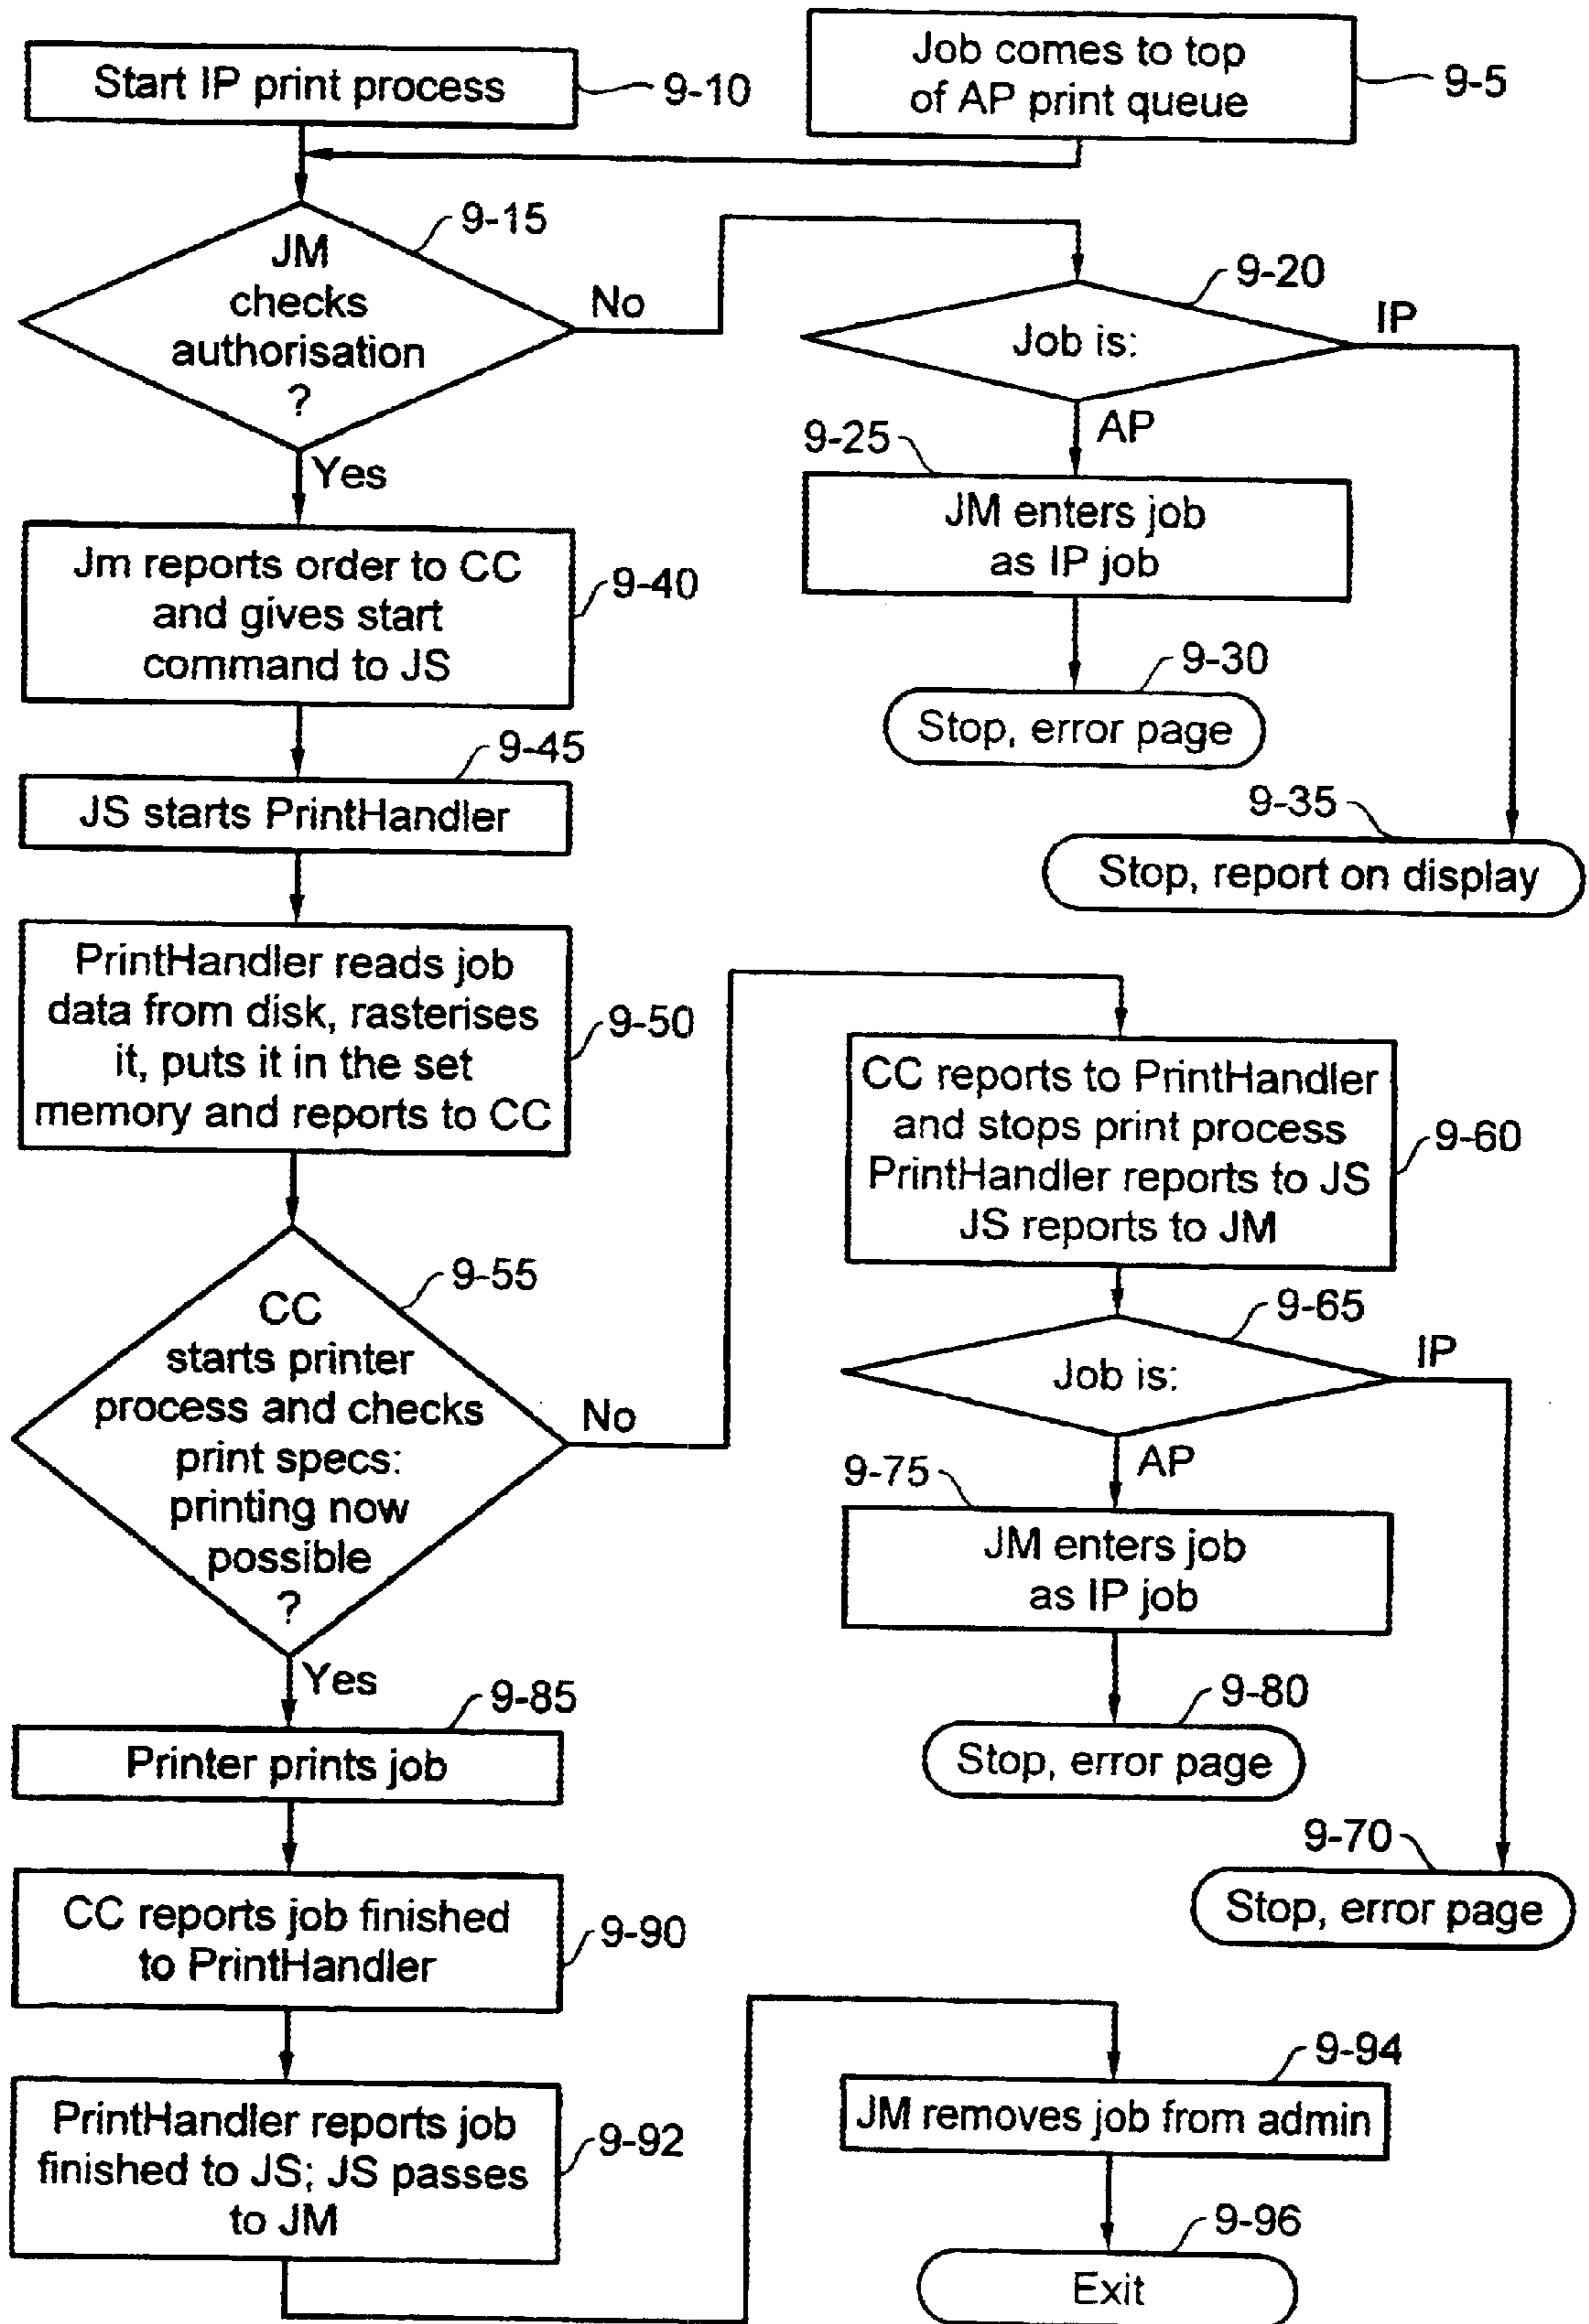 Start IP print process
9-10
Job comes to top
of AP print queue
9-5
JM
checks
authorisation
?
9-15
No
Yes
Job is:
9-20
IP
AP
9-25
JM enters job
as IP job
9-30
Stop, error page
9-35
Stop, report on display
Jm reports order to CC
and gives start
command to JS
9-40
9-45
JS starts PrintHandler
PrintHandler reads job
data from disk, rasterises
it, puts it in the set
memory and reports to CC
9-50
CC
starts printer
process and checks
print specs:
printing now
possible
?
9-55
No
Yes
CC reports to PrintHandler
and stops print process
PrintHandler reports to JS
JS reports to JM
9-60
9-65
Job is:
IP
AP
9-75
JM enters job
as IP job
9-80
Stop, error page
9-70
Stop, error page
9-85
Printer prints job
CC reports job finished
to PrintHandler
9-90
PrintHandler reports job
finished to JS; JS passes
to JM
9-92
9-94
JM removes job from admin
9-96
Exit